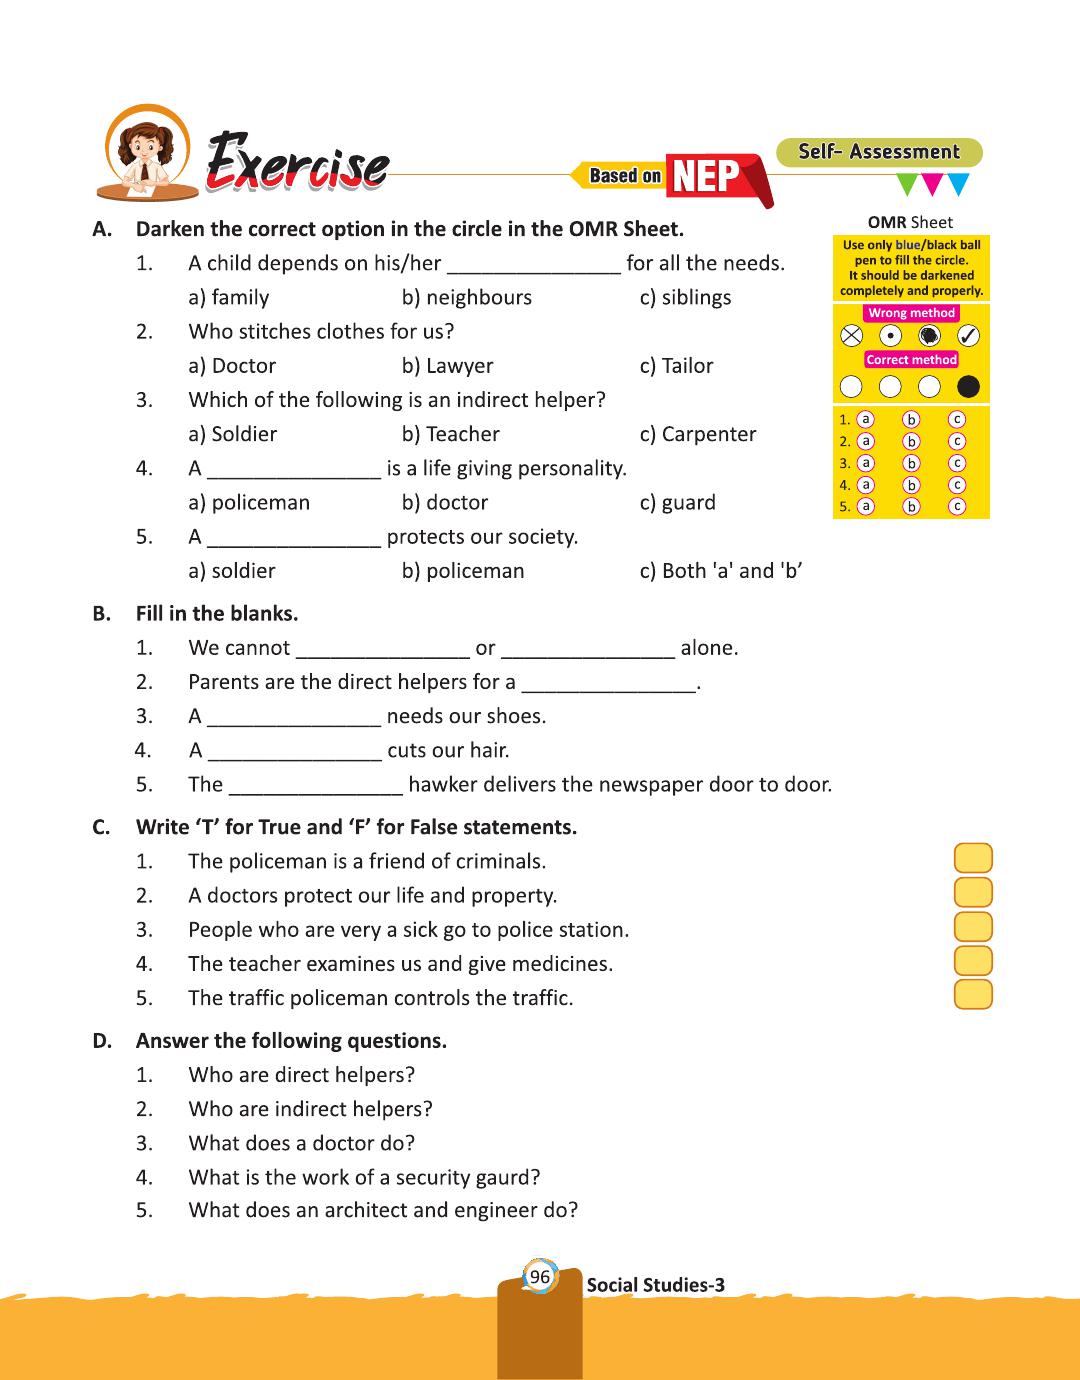 Exercise
Based on NEP
Self- Assessment
A. Darken the correct option in the circle in the OMR Sheet.
1. A child depends on his/her _______________ for all the needs.
a) family b) neighbours c) siblings
2. Who stitches clothes for us?
a) Doctor b) Lawyer c) Tailor
3. Which of the following is an indirect helper?
a) Soldier b) Teacher c) Carpenter
4. A _______________ is a life giving personality.
a) policeman b) doctor c) guard
5. A _______________ protects our society.
a) soldier b) policeman c) Both 'a' and 'b’
OMR Sheet
Use only blue/black ball
pen to fill the circle.
It should be darkened
completely and properly.
Wrong method
Correct method
1. a b c
2. a b c
3. a b c
4. a b c
5. a b c
B. Fill in the blanks.
1. We cannot _______________ or _______________ alone.
2. Parents are the direct helpers for a _______________.
3. A _______________ needs our shoes.
4. A _______________ cuts our hair.
5. The _______________ hawker delivers the newspaper door to door.
C. Write ‘T’ for True and ‘F’ for False statements.
1. The policeman is a friend of criminals.
2. A doctors protect our life and property.
3. People who are very a sick go to police station.
4. The teacher examines us and give medicines.
5. The traffic policeman controls the traffic.
D. Answer the following questions.
1. Who are direct helpers?
2. Who are indirect helpers?
3. What does a doctor do?
4. What is the work of a security gaurd?
5. What does an architect and engineer do?
96
Social Studies-3